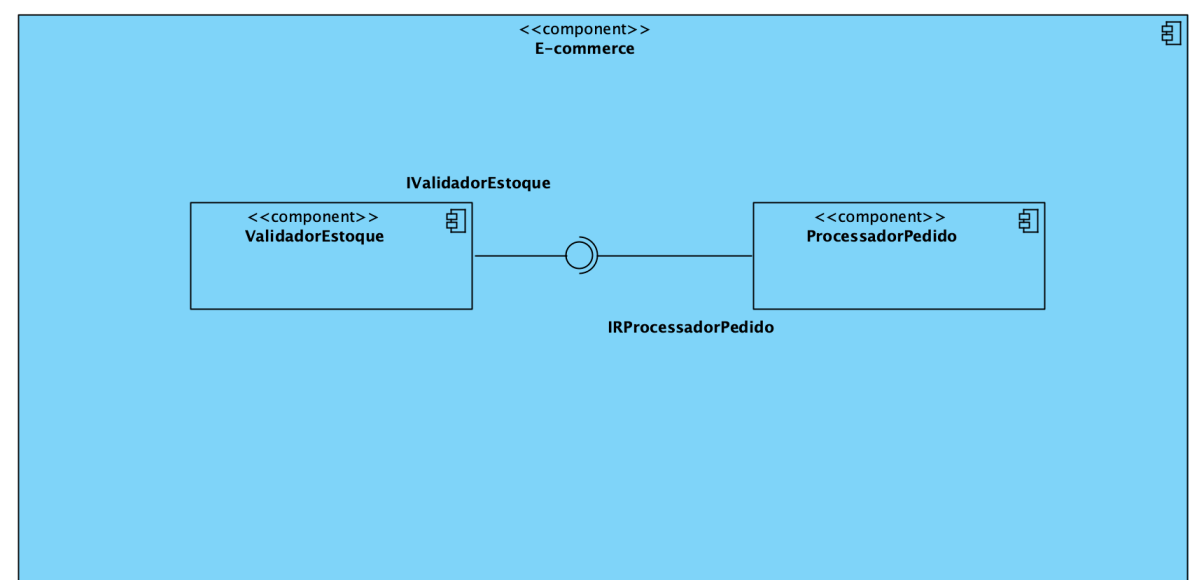 <<component>>
E-commerce
IValidadorEstoque
<<component>>
ValidadorEstoque
<<component>>
ProcessadorPedido
IRProcessadorPedido